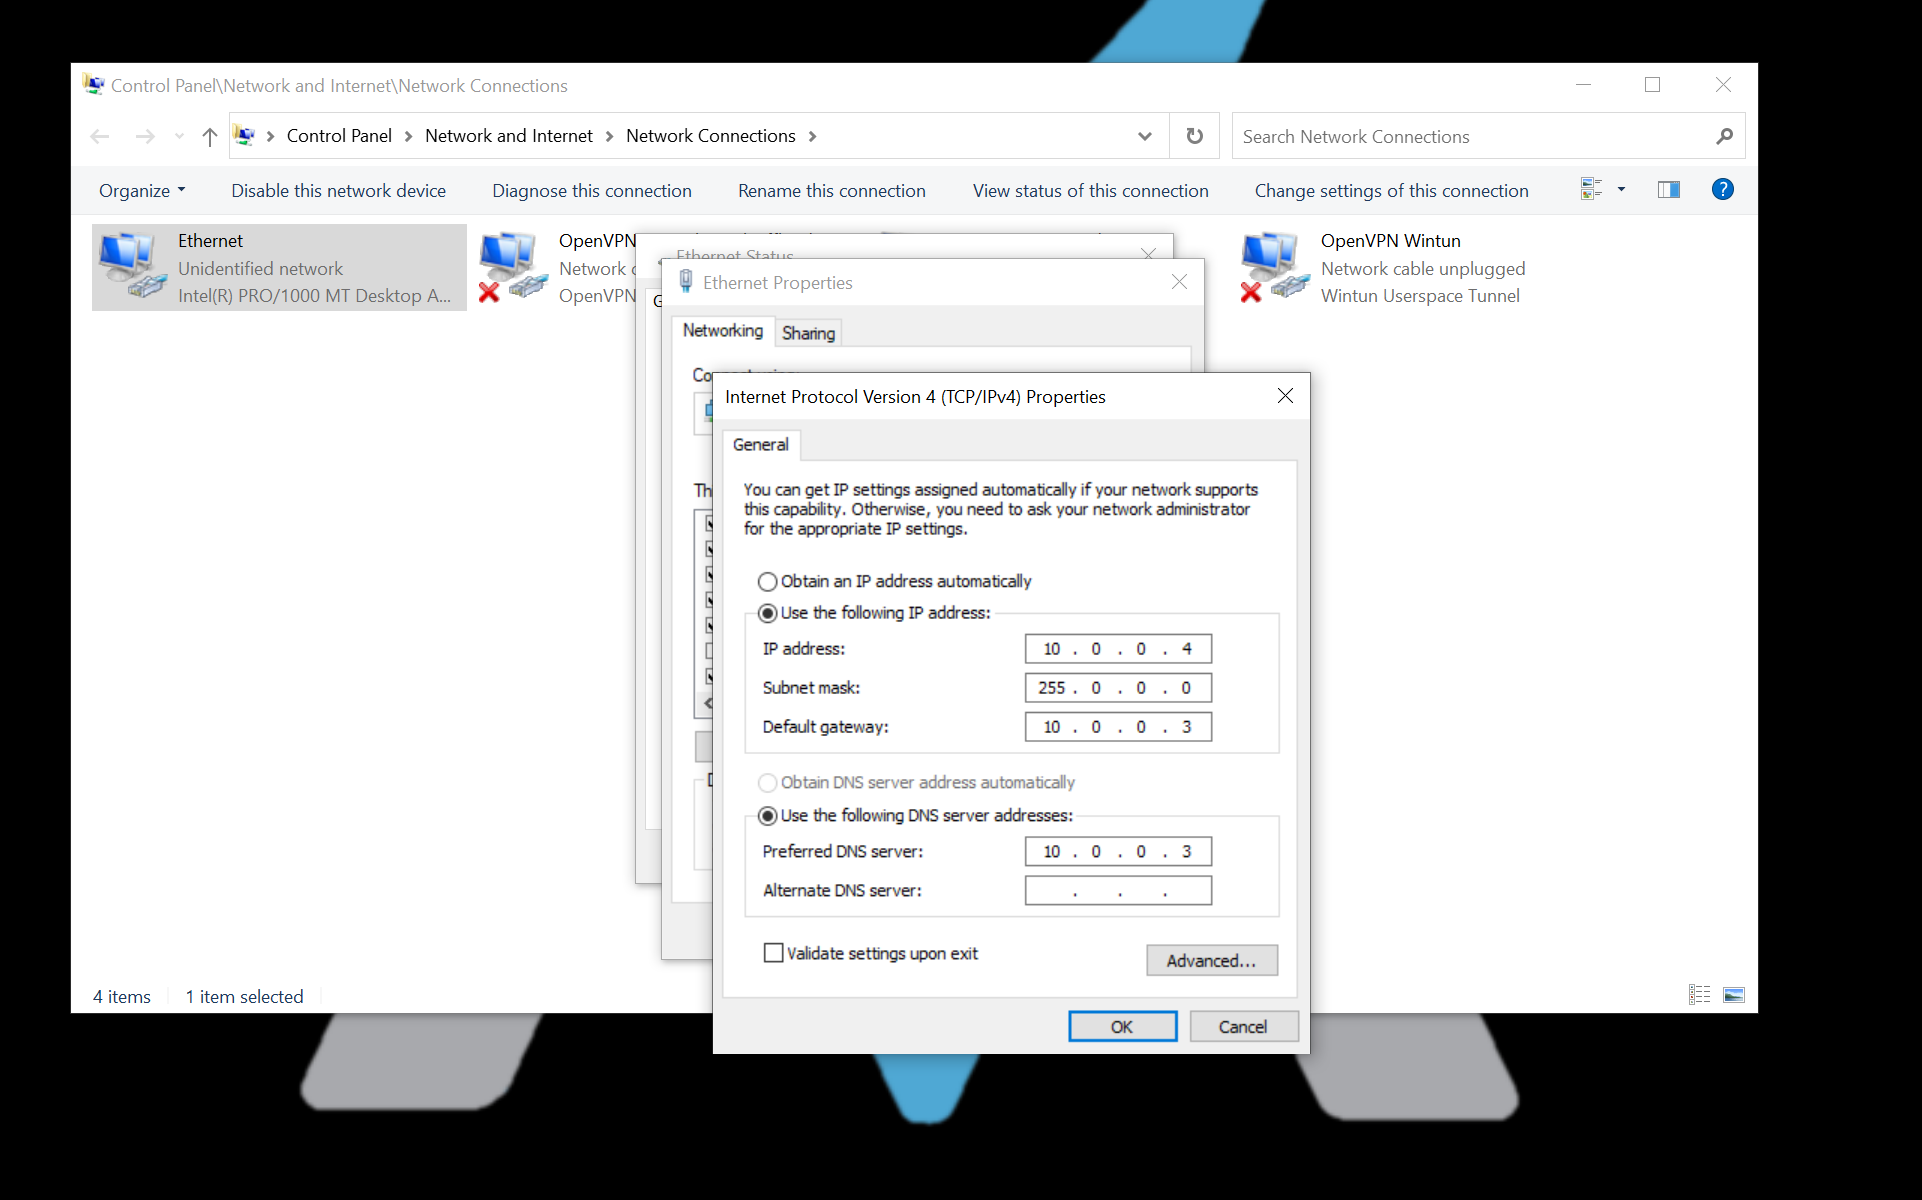 Control Panel\Network and Internet\Network Connections
Control Panel > Network and Internet > Network Connections >
Search Network Connections
Organize
Disable this network device
Diagnose this connection
Rename this connection
View status of this connection
Change settings of this connection
?
Ethernet
Unidentified network
Intel(R) PRO/1000 MT Desktop A...
OpenVPN
Network
OpenVPN
OpenVPN Wintun
Network cable unplugged
Wintun Userspace Tunnel
Ethernet Status
Ethernet Properties
Networking
Sharing
Internet Protocol Version 4 (TCP/IPv4) Properties
General
You can get IP settings assigned automatically if your network supports
this capability. Otherwise, you need to ask your network administrator
for the appropriate IP settings.
Obtain an IP address automatically
Use the following IP address:
IP address: 10 . 0 . 0 . 4
Subnet mask: 255 . 0 . 0 . 0
Default gateway: 10 . 0 . 0 . 3
Obtain DNS server address automatically
Use the following DNS server addresses:
Preferred DNS server: 10 . 0 . 0 . 3
Alternate DNS server: . . .
Validate settings upon exit
Advanced...
OK
Cancel
4 items
1 item selected